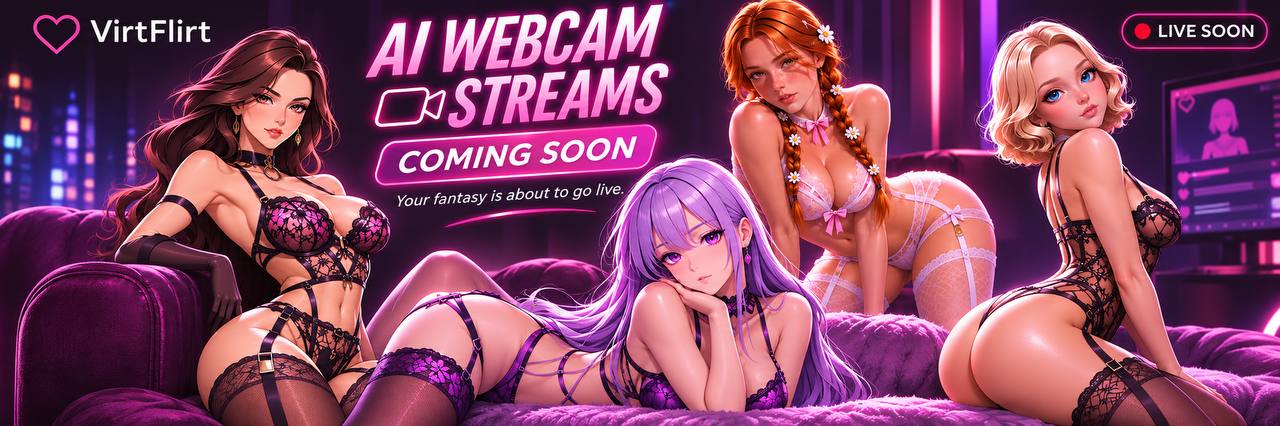 VirtFlirt
AI WEBCAM
STREAMS
COMING SOON
Your fantasy is about to go live.
LIVE SOON